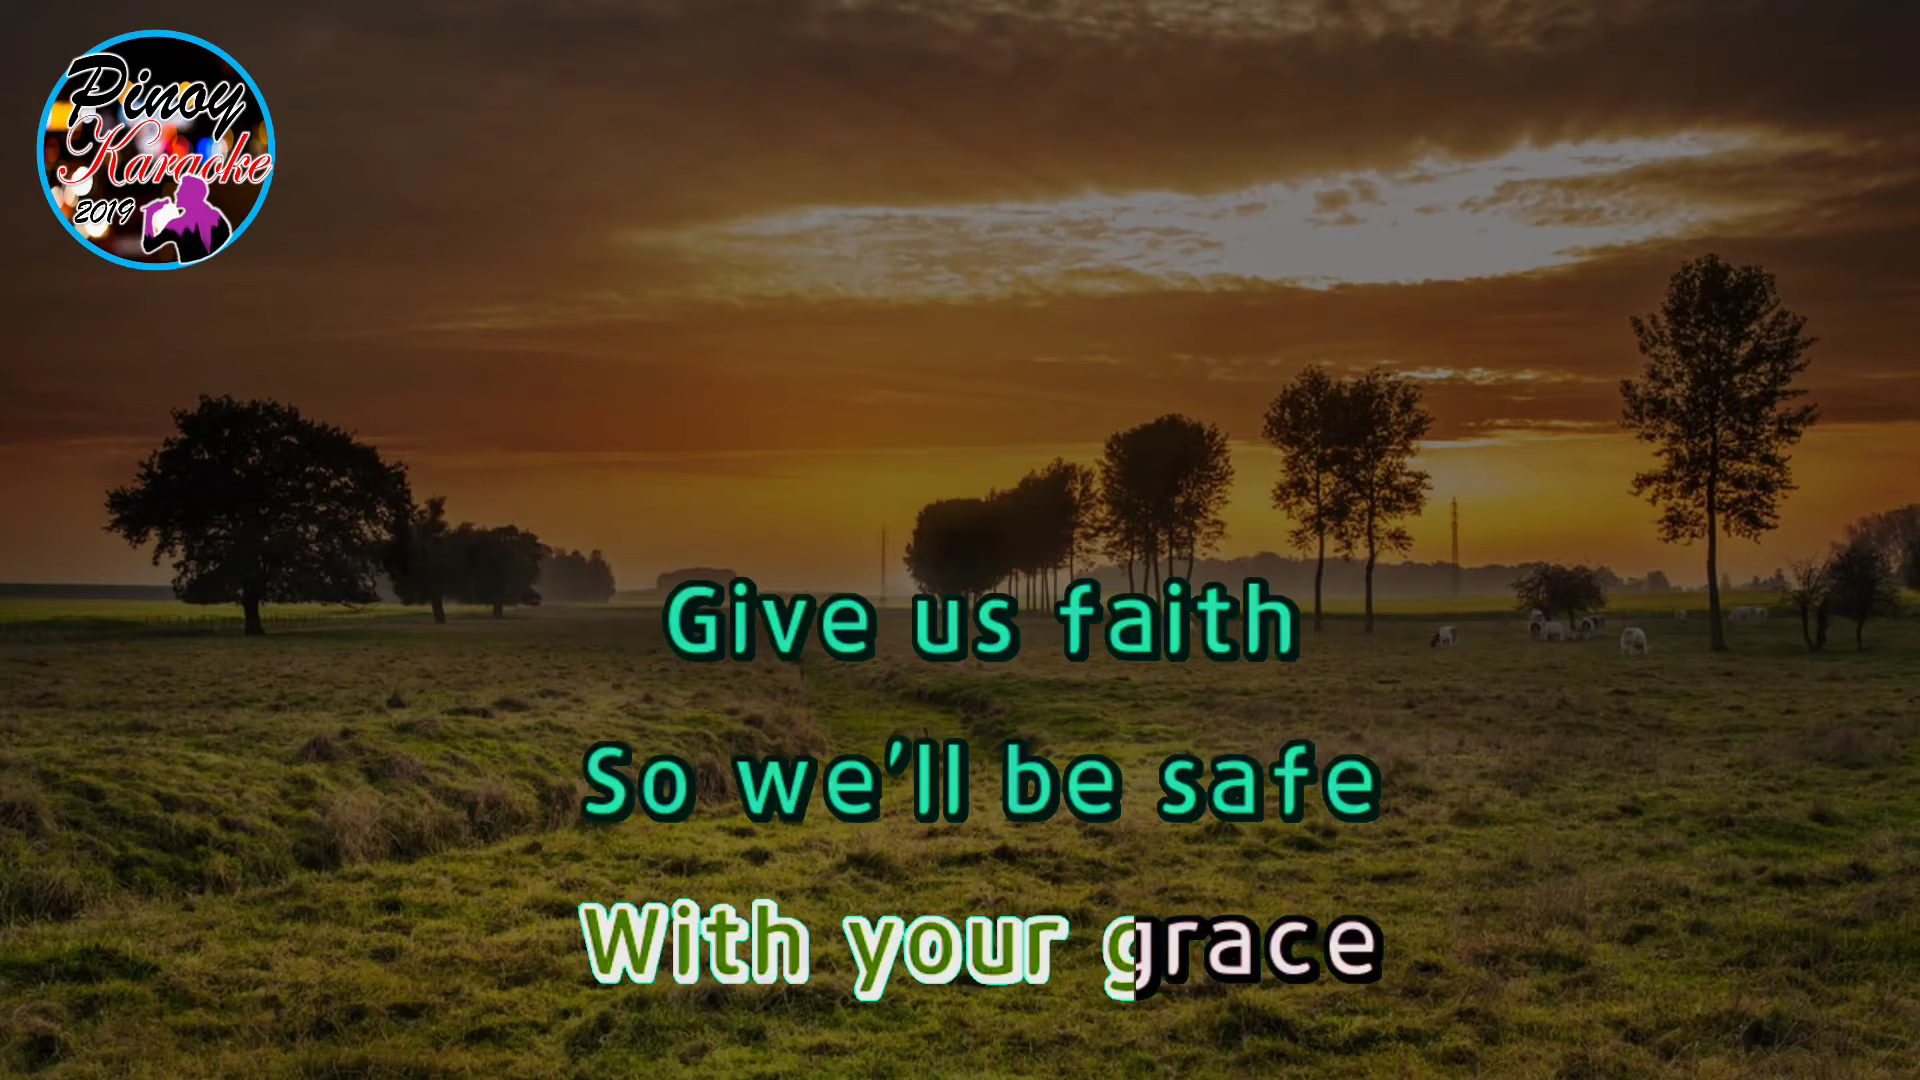 Pinoy
Karaoke
2019
Give us faith
So we'll be safe
With your grace